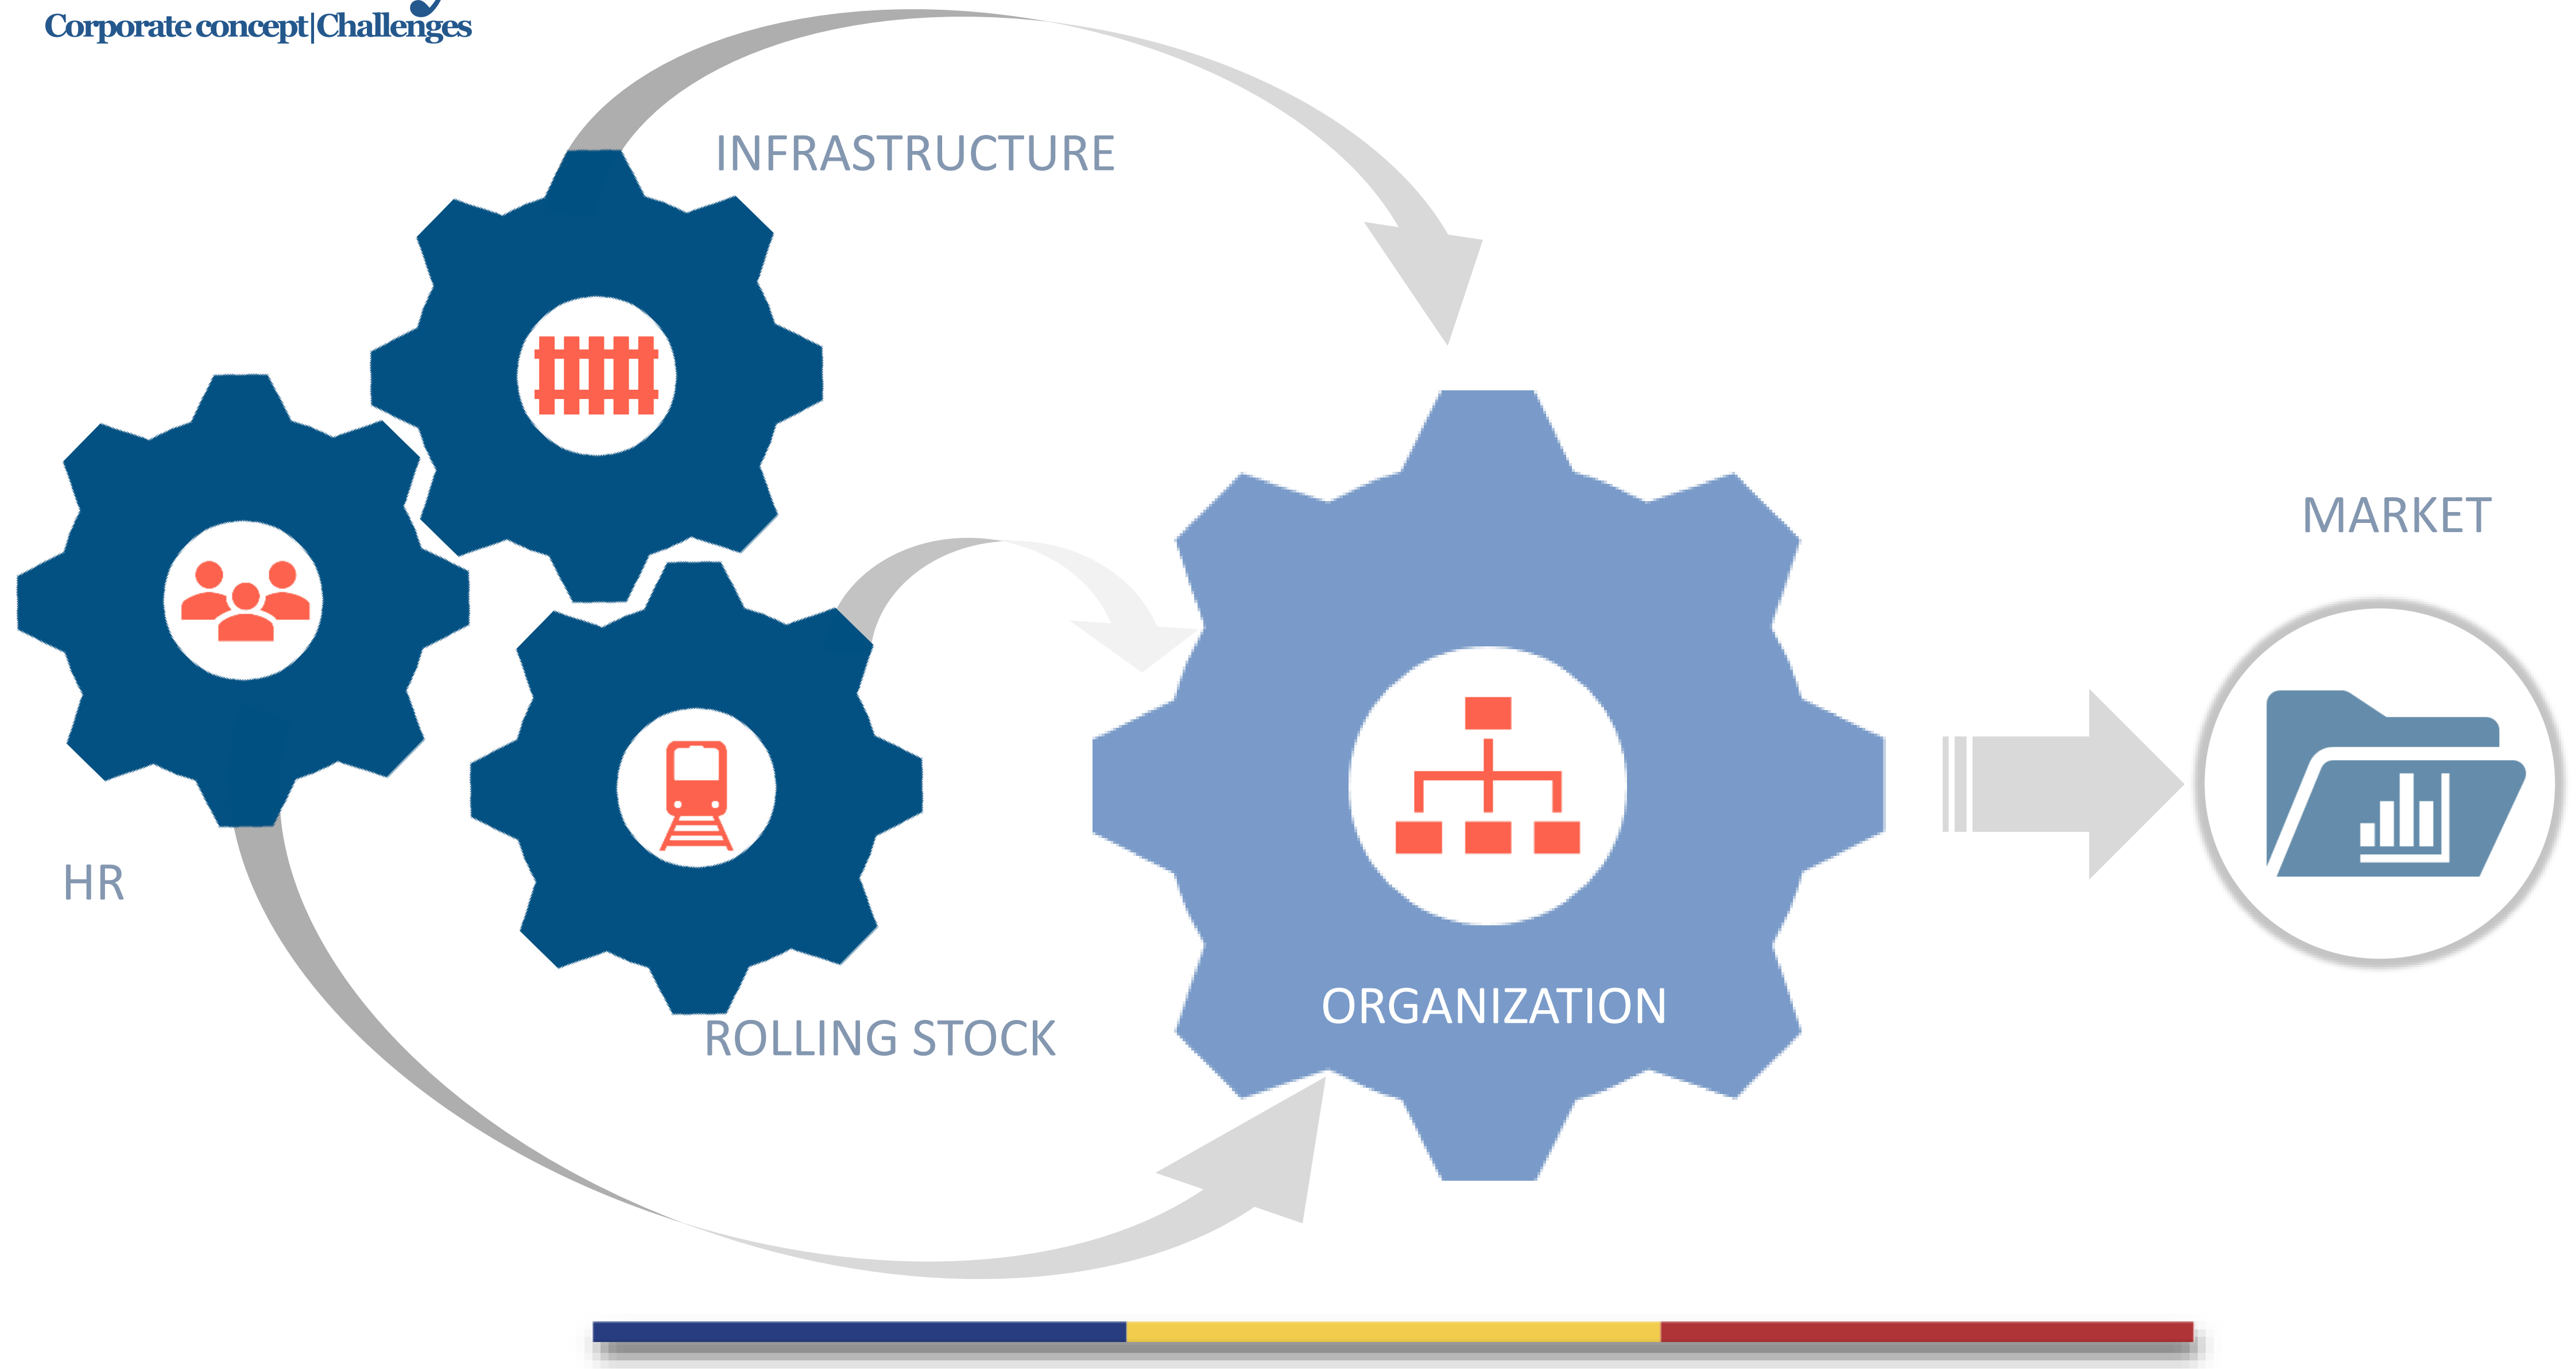 Corporate concept|Challenges
INFRASTRUCTURE
MARKET
HR
ORGANIZATION
ROLLING STOCK